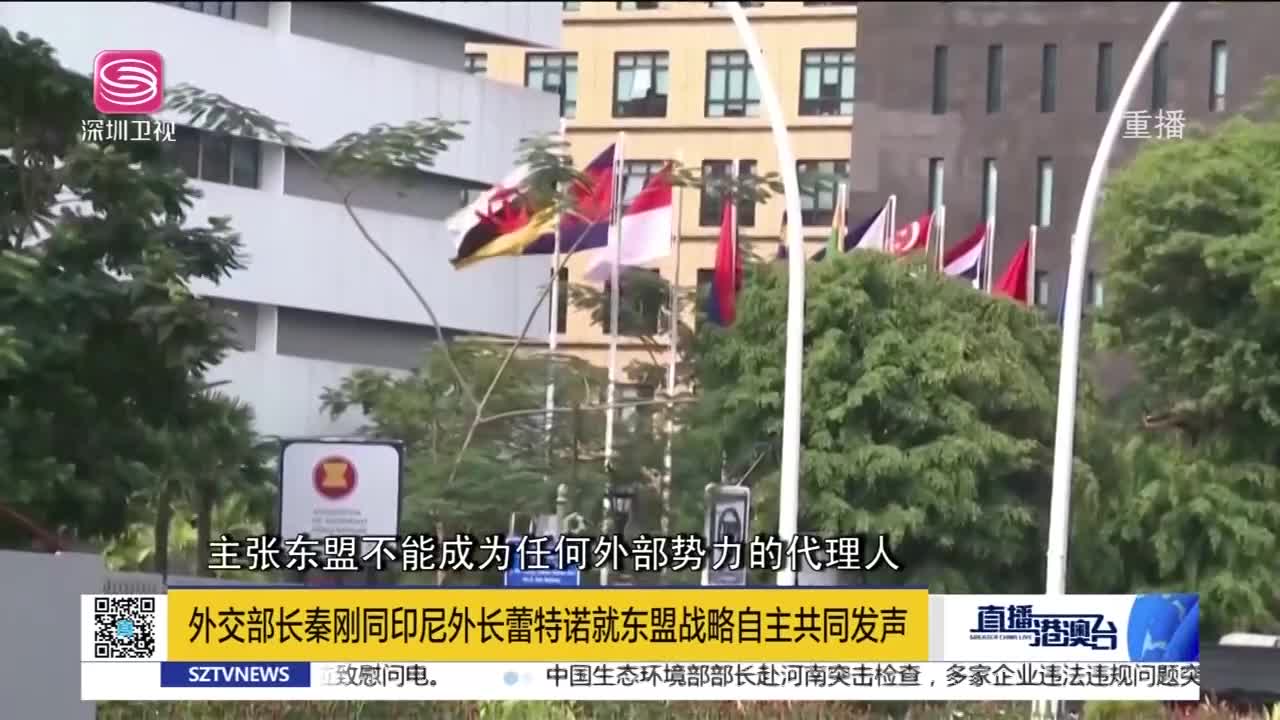 深圳卫视
重播
主张东盟不能成为任何外部势力的代理人
外交部长秦刚同印尼外长蕾特诺就东盟战略自主共同发声
直播港澳台
GREATER CHINA LIVE
SZTVNEWS
致慰问电。
中国生态环境部部长赴河南突击检查，多家企业违法违规问题突